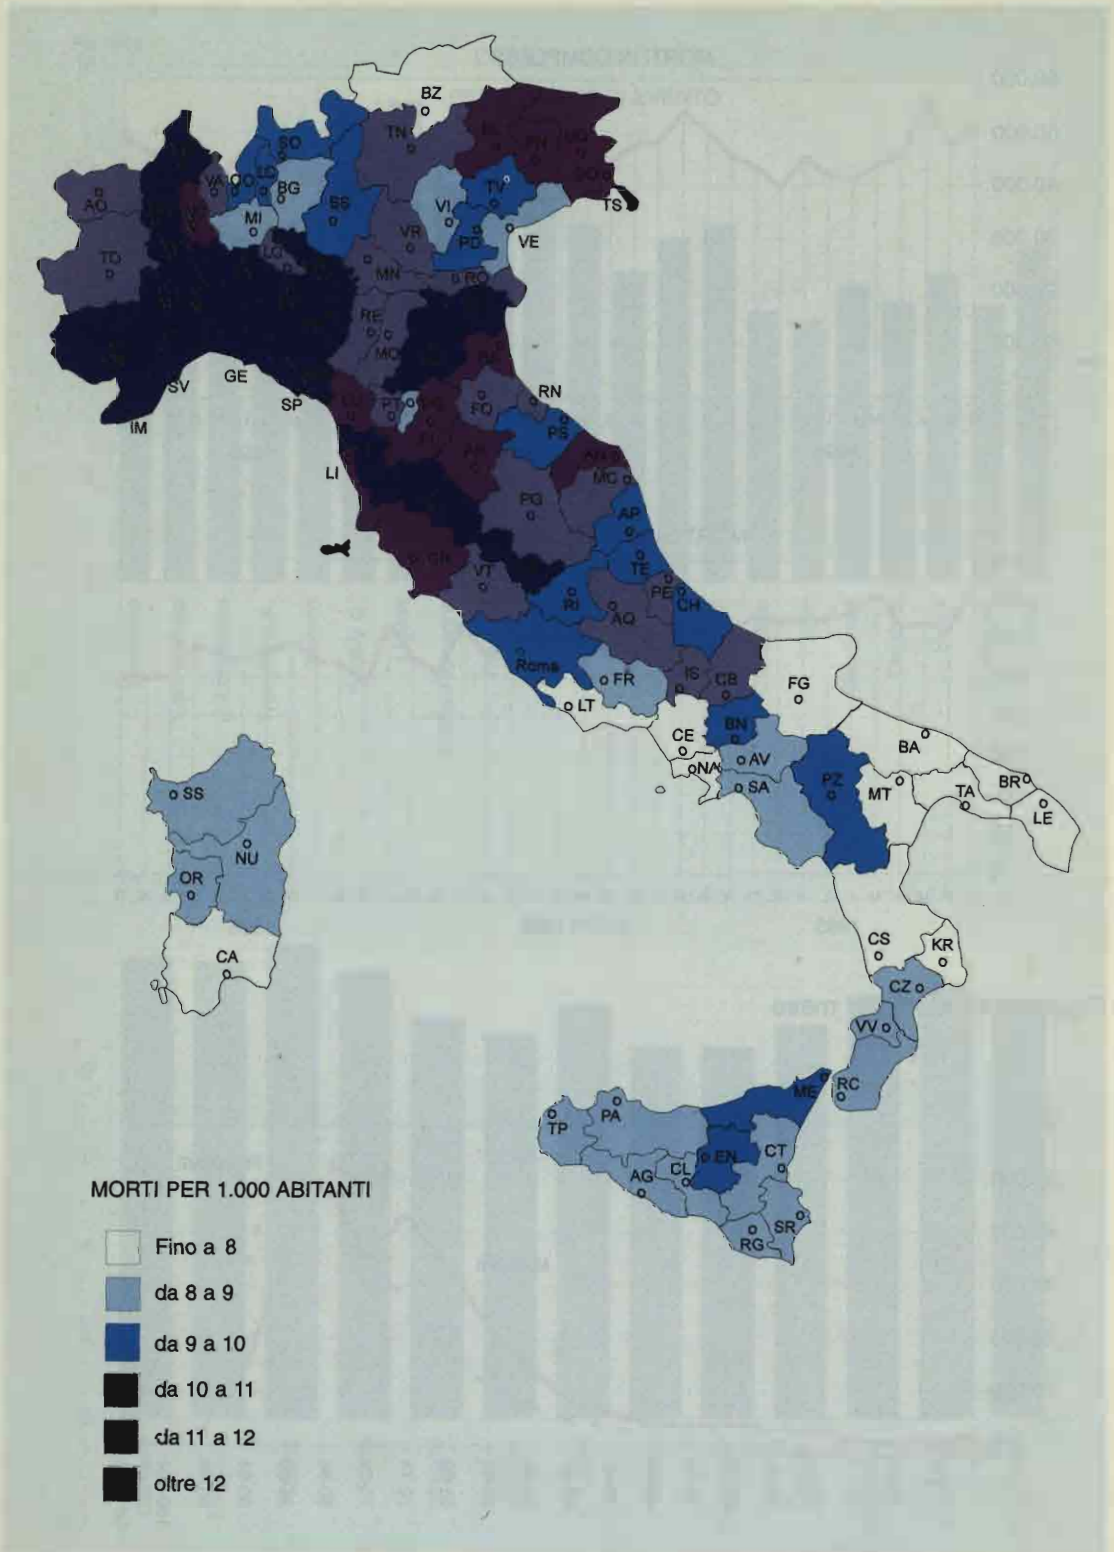 BZ
TN
SO
VA
CO
LC
BG
BS
MI
LO
AO
TO
VI
TV
PD
VE
TS
VR
MN
RO
RE
MO
SV
GE
SP
IM
PT
FO
RN
PS
LI
AR
AN
MC
PG
AP
TE
GR
VT
RI
PE
CH
AQ
Roma
FR
LT
IS
CB
FG
CE
BN
NA
AV
SA
BA
PZ
MT
TA
BR
LE
SS
NU
OR
CA
CS
KR
CZ
VV
ME
RC
TP
PA
EN
CT
AG
CL
SR
RG
MORTI PER 1.000 ABITANTI
Fino a 8
da 8 a 9
da 9 a 10
da 10 a 11
da 11 a 12
oltre 12